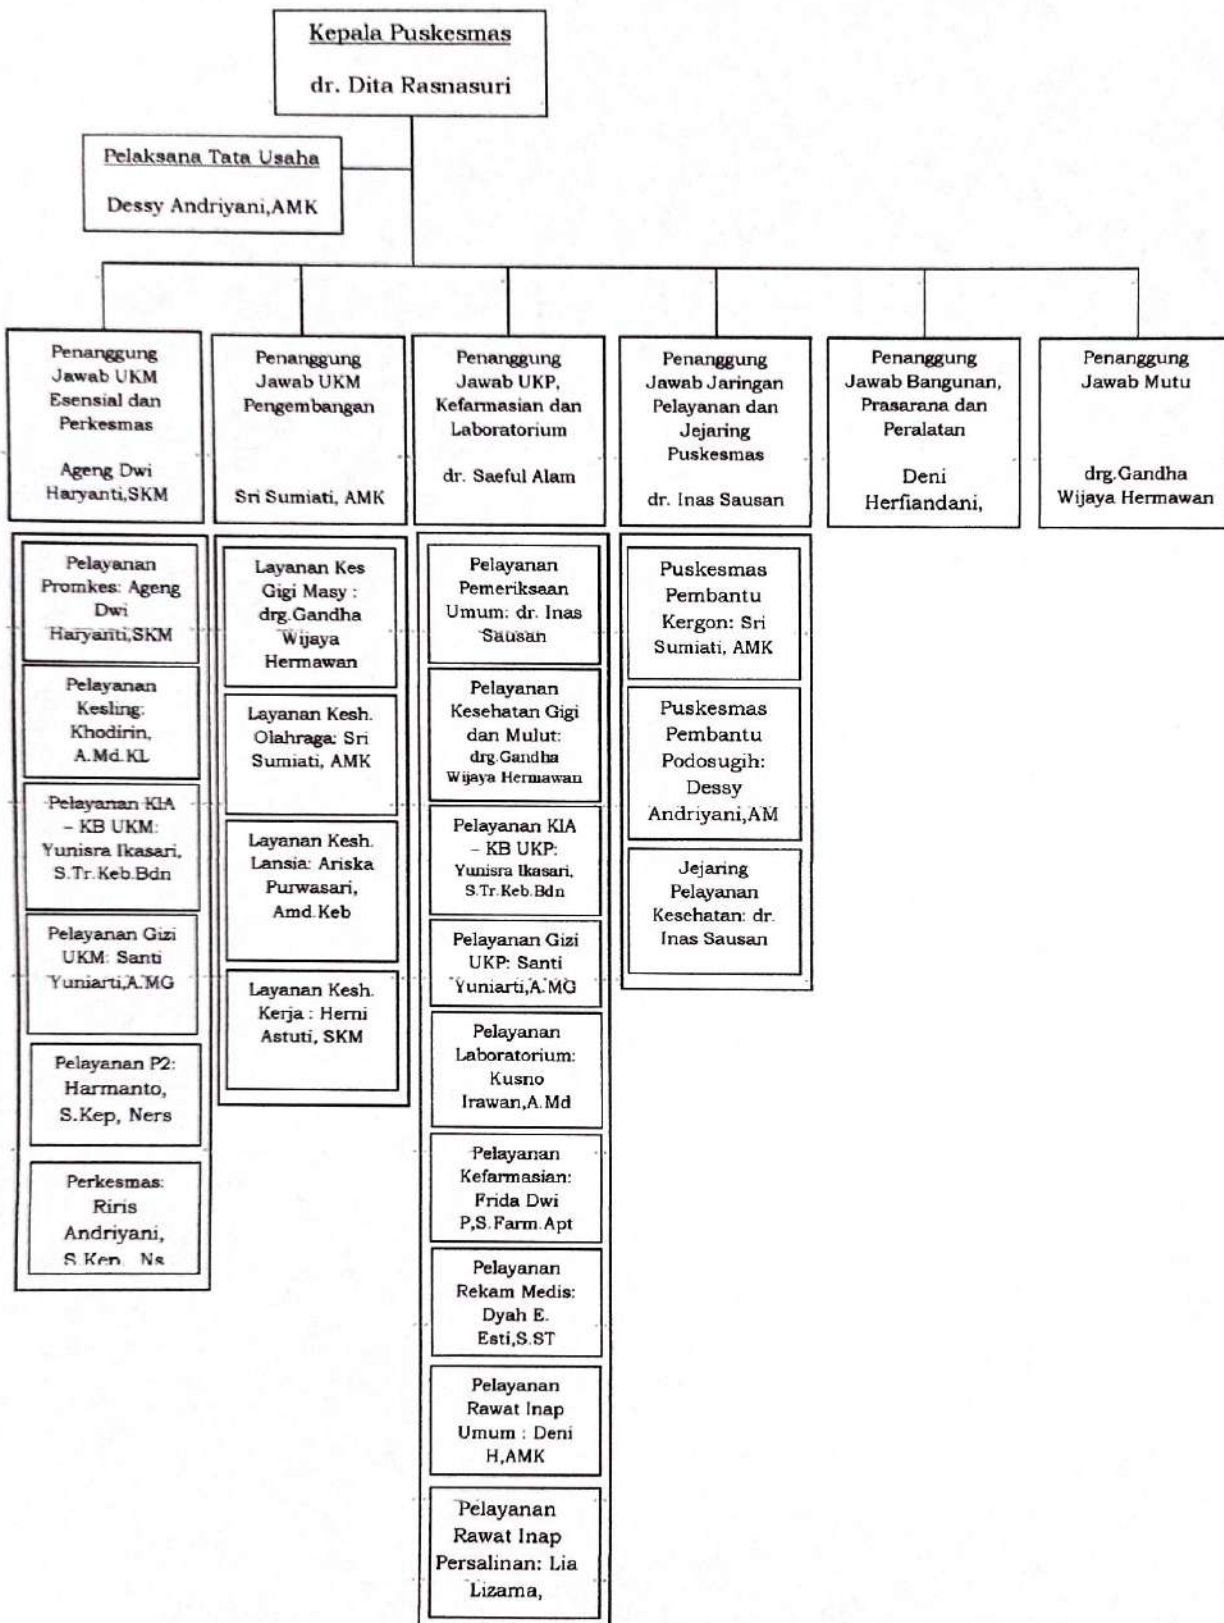 Kepala Puskesmas
dr. Dita Rasnasuri
Pelaksana Tata Usaha
Dessy Andriyani,AMK
Penanggung
Jawab UKM
Esensial dan
Perkesmas
Ageng Dwi
Haryanti,SKM
Penanggung
Jawab UKM
Pengembangan
Sri Sumiati, AMK
Penanggung
Jawab UKP,
Kefarmasian dan
Laboratorium
dr. Saeful Alam
Penanggung
Jawab Jaringan
Pelayanan dan
Jejaring
Puskesmas
dr. Inas Sausan
Penanggung
Jawab Bangunan,
Prasarana dan
Peralatan
Deni
Herfiandani,
Penanggung
Jawab Mutu
drg.Gandha
Wijaya Hermawan
Pelayanan
Promkes: Ageng
Dwi
Haryanti,SKM
Pelayanan
Kesling:
Khodirin,
A.Md.KL
Pelayanan KIA
– KB UKM:
Yunisra Ikasari,
S.Tr.Keb.Bdn
Pelayanan Gizi
UKM: Santi
Yuniarti,A.MG
Pelayanan P2:
Harmanto,
S.Kep, Ners
Perkesmas:
Riris
Andriyani,
S.Kep, Ns
Layanan Kes
Gigi Masy :
drg.Gandha
Wijaya
Hermawan
Layanan Kesh.
Olahraga: Sri
Sumiati, AMK
Layanan Kesh.
Lansia: Ariska
Purwasari,
Amd.Keb
Layanan Kesh.
Kerja : Herni
Astuti, SKM
Pelayanan
Pemeriksaan
Umum: dr. Inas
Sausan
Pelayanan
Kesehatan Gigi
dan Mulut:
drg.Gandha
Wijaya Hermawan
Pelayanan KIA
– KB UKP:
Yunisra Ikasari,
S.Tr.Keb.Bdn
Pelayanan Gizi
UKP: Santi
Yuniarti,A.MG
Pelayanan
Laboratorium:
Kusno
Irawan,A.Md
Pelayanan
Kefarmasian:
Frida Dwi
P,S.Farm.Apt
Pelayanan
Rekam Medis:
Dyah E.
Esti,S.ST
Pelayanan
Rawat Inap
Umum : Deni
H,AMK
Pelayanan
Rawat Inap
Persalinan: Lia
Lizama,
Puskesmas
Pembantu
Kergon: Sri
Sumiati, AMK
Puskesmas
Pembantu
Podosugih:
Dessy
Andriyani,AM
Jejaring
Pelayanan
Kesehatan: dr.
Inas Sausan